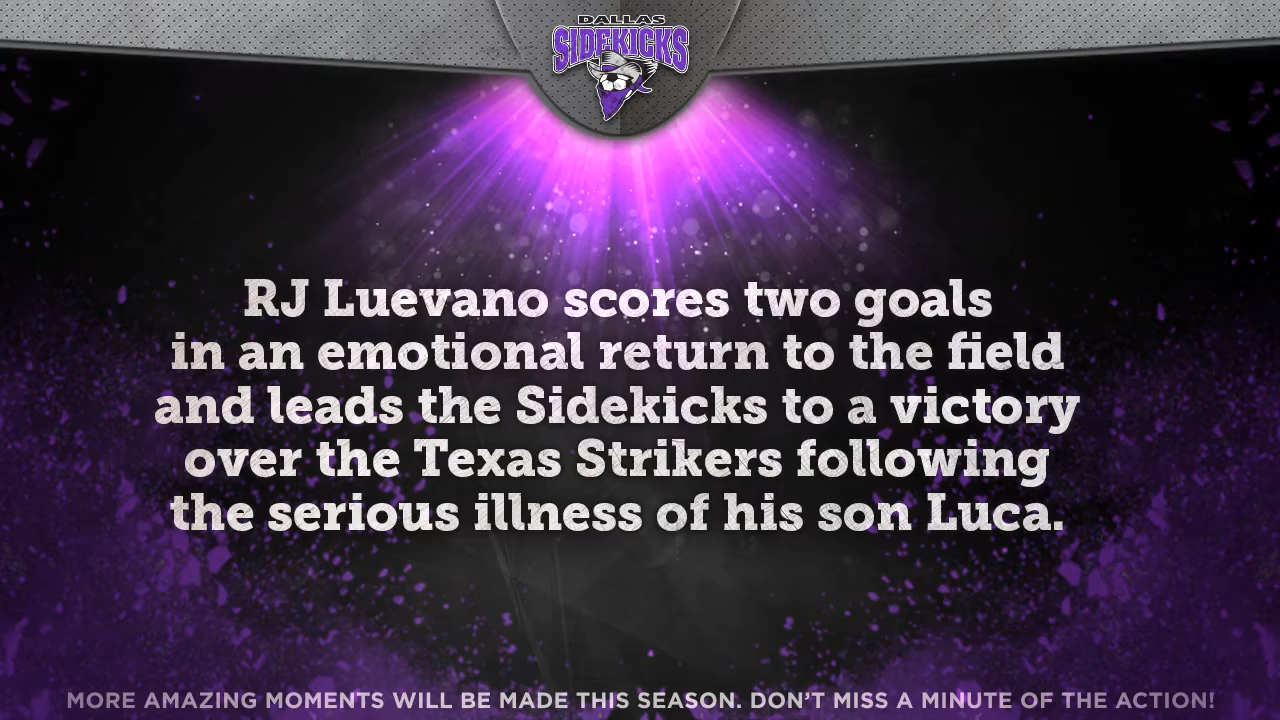 DALLAS
SIDEKICKS
RJ Luevano scores two goals
in an emotional return to the field
and leads the Sidekicks to a victory
over the Texas Strikers following
the serious illness of his son Luca.
MORE AMAZING MOMENTS WILL BE MADE THIS SEASON. DON'T MISS A MINUTE OF THE ACTION!